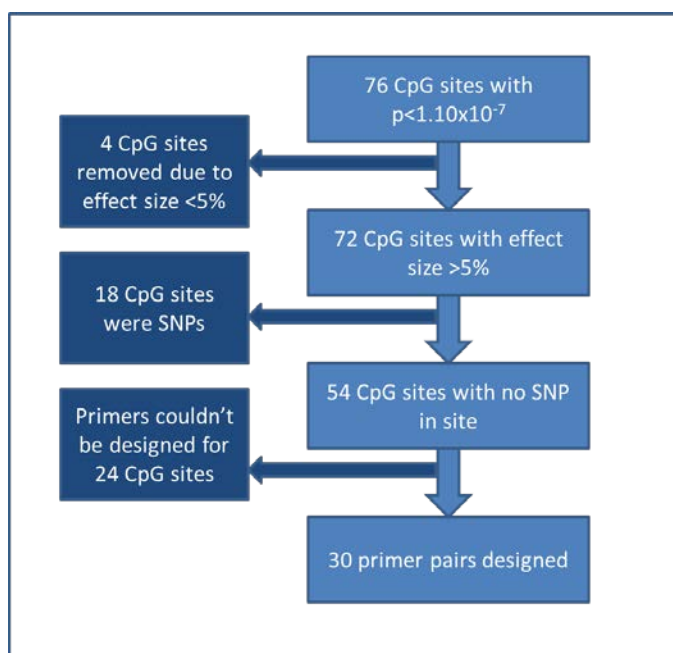 76 CpG sites with
p<1.10x10⁻⁷
4 CpG sites
removed due to
effect size <5%
72 CpG sites with effect
size >5%
18 CpG sites
were SNPs
54 CpG sites with no SNP
in site
Primers couldn’t
be designed for
24 CpG sites
30 primer pairs designed